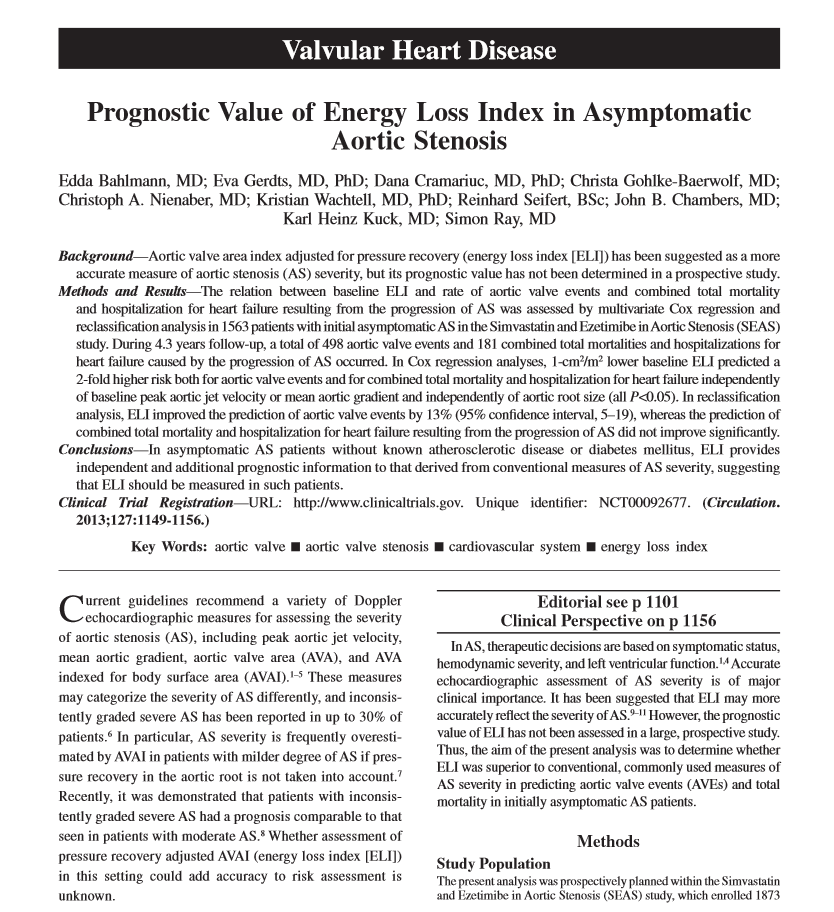 Valvular Heart Disease
Prognostic Value of Energy Loss Index in Asymptomatic
Aortic Stenosis
Edda Bahlmann, MD; Eva Gerdts, MD, PhD; Dana Cramariuc, MD, PhD; Christa Gohlke-Baerwolf, MD;
Christoph A. Nienaber, MD; Kristian Wachtell, MD, PhD; Reinhard Seifert, BSc; John B. Chambers, MD;
Karl Heinz Kuck, MD; Simon Ray, MD
Background—Aortic valve area index adjusted for pressure recovery (energy loss index [ELI]) has been suggested as a more
accurate measure of aortic stenosis (AS) severity, but its prognostic value has not been determined in a prospective study.
Methods and Results—The relation between baseline ELI and rate of aortic valve events and combined total mortality
and hospitalization for heart failure resulting from the progression of AS was assessed by multivariate Cox regression and
reclassification analysis in 1563 patients with initial asymptomatic AS in the Simvastatin and Ezetimibe in Aortic Stenosis (SEAS)
study. During 4.3 years follow-up, a total of 498 aortic valve events and 181 combined total mortalities and hospitalizations for
heart failure caused by the progression of AS occurred. In Cox regression analyses, 1-cm²/m² lower baseline ELI predicted a
2-fold higher risk both for aortic valve events and for combined total mortality and hospitalization for heart failure independently
of baseline peak aortic jet velocity or mean aortic gradient and independently of aortic root size (all P<0.05). In reclassification
analysis, ELI improved the prediction of aortic valve events by 13% (95% confidence interval, 5–19), whereas the prediction of
combined total mortality and hospitalization for heart failure resulting from the progression of AS did not improve significantly.
Conclusions—In asymptomatic AS patients without known atherosclerotic disease or diabetes mellitus, ELI provides
independent and additional prognostic information to that derived from conventional measures of AS severity, suggesting
that ELI should be measured in such patients.
Clinical Trial Registration—URL: http://www.clinicaltrials.gov. Unique identifier: NCT00092677. (Circulation.
2013;127:1149-1156.)
Key Words: aortic valve ■ aortic valve stenosis ■ cardiovascular system ■ energy loss index
Current guidelines recommend a variety of Doppler
echocardiographic measures for assessing the severity
of aortic stenosis (AS), including peak aortic jet velocity,
mean aortic gradient, aortic valve area (AVA), and AVA
indexed for body surface area (AVAI).1–5 These measures
may categorize the severity of AS differently, and inconsis-
tently graded severe AS has been reported in up to 30% of
patients.6 In particular, AS severity is frequently overesti-
mated by AVAI in patients with milder degree of AS if pres-
sure recovery in the aortic root is not taken into account.7
Recently, it was demonstrated that patients with inconsis-
tently graded severe AS had a prognosis comparable to that
seen in patients with moderate AS.8 Whether assessment of
pressure recovery adjusted AVAI (energy loss index [ELI])
in this setting could add accuracy to risk assessment is
unknown.
Editorial see p 1101
Clinical Perspective on p 1156
In AS, therapeutic decisions are based on symptomatic status,
hemodynamic severity, and left ventricular function.1,4 Accurate
echocardiographic assessment of AS severity is of major
clinical importance. It has been suggested that ELI may more
accurately reflect the severity of AS.9–11 However, the prognostic
value of ELI has not been assessed in a large, prospective study.
Thus, the aim of the present analysis was to determine whether
ELI was superior to conventional, commonly used measures of
AS severity in predicting aortic valve events (AVEs) and total
mortality in initially asymptomatic AS patients.
Methods
Study Population
The present analysis was prospectively planned within the Simvastatin
and Ezetimibe in Aortic Stenosis (SEAS) study, which enrolled 1873